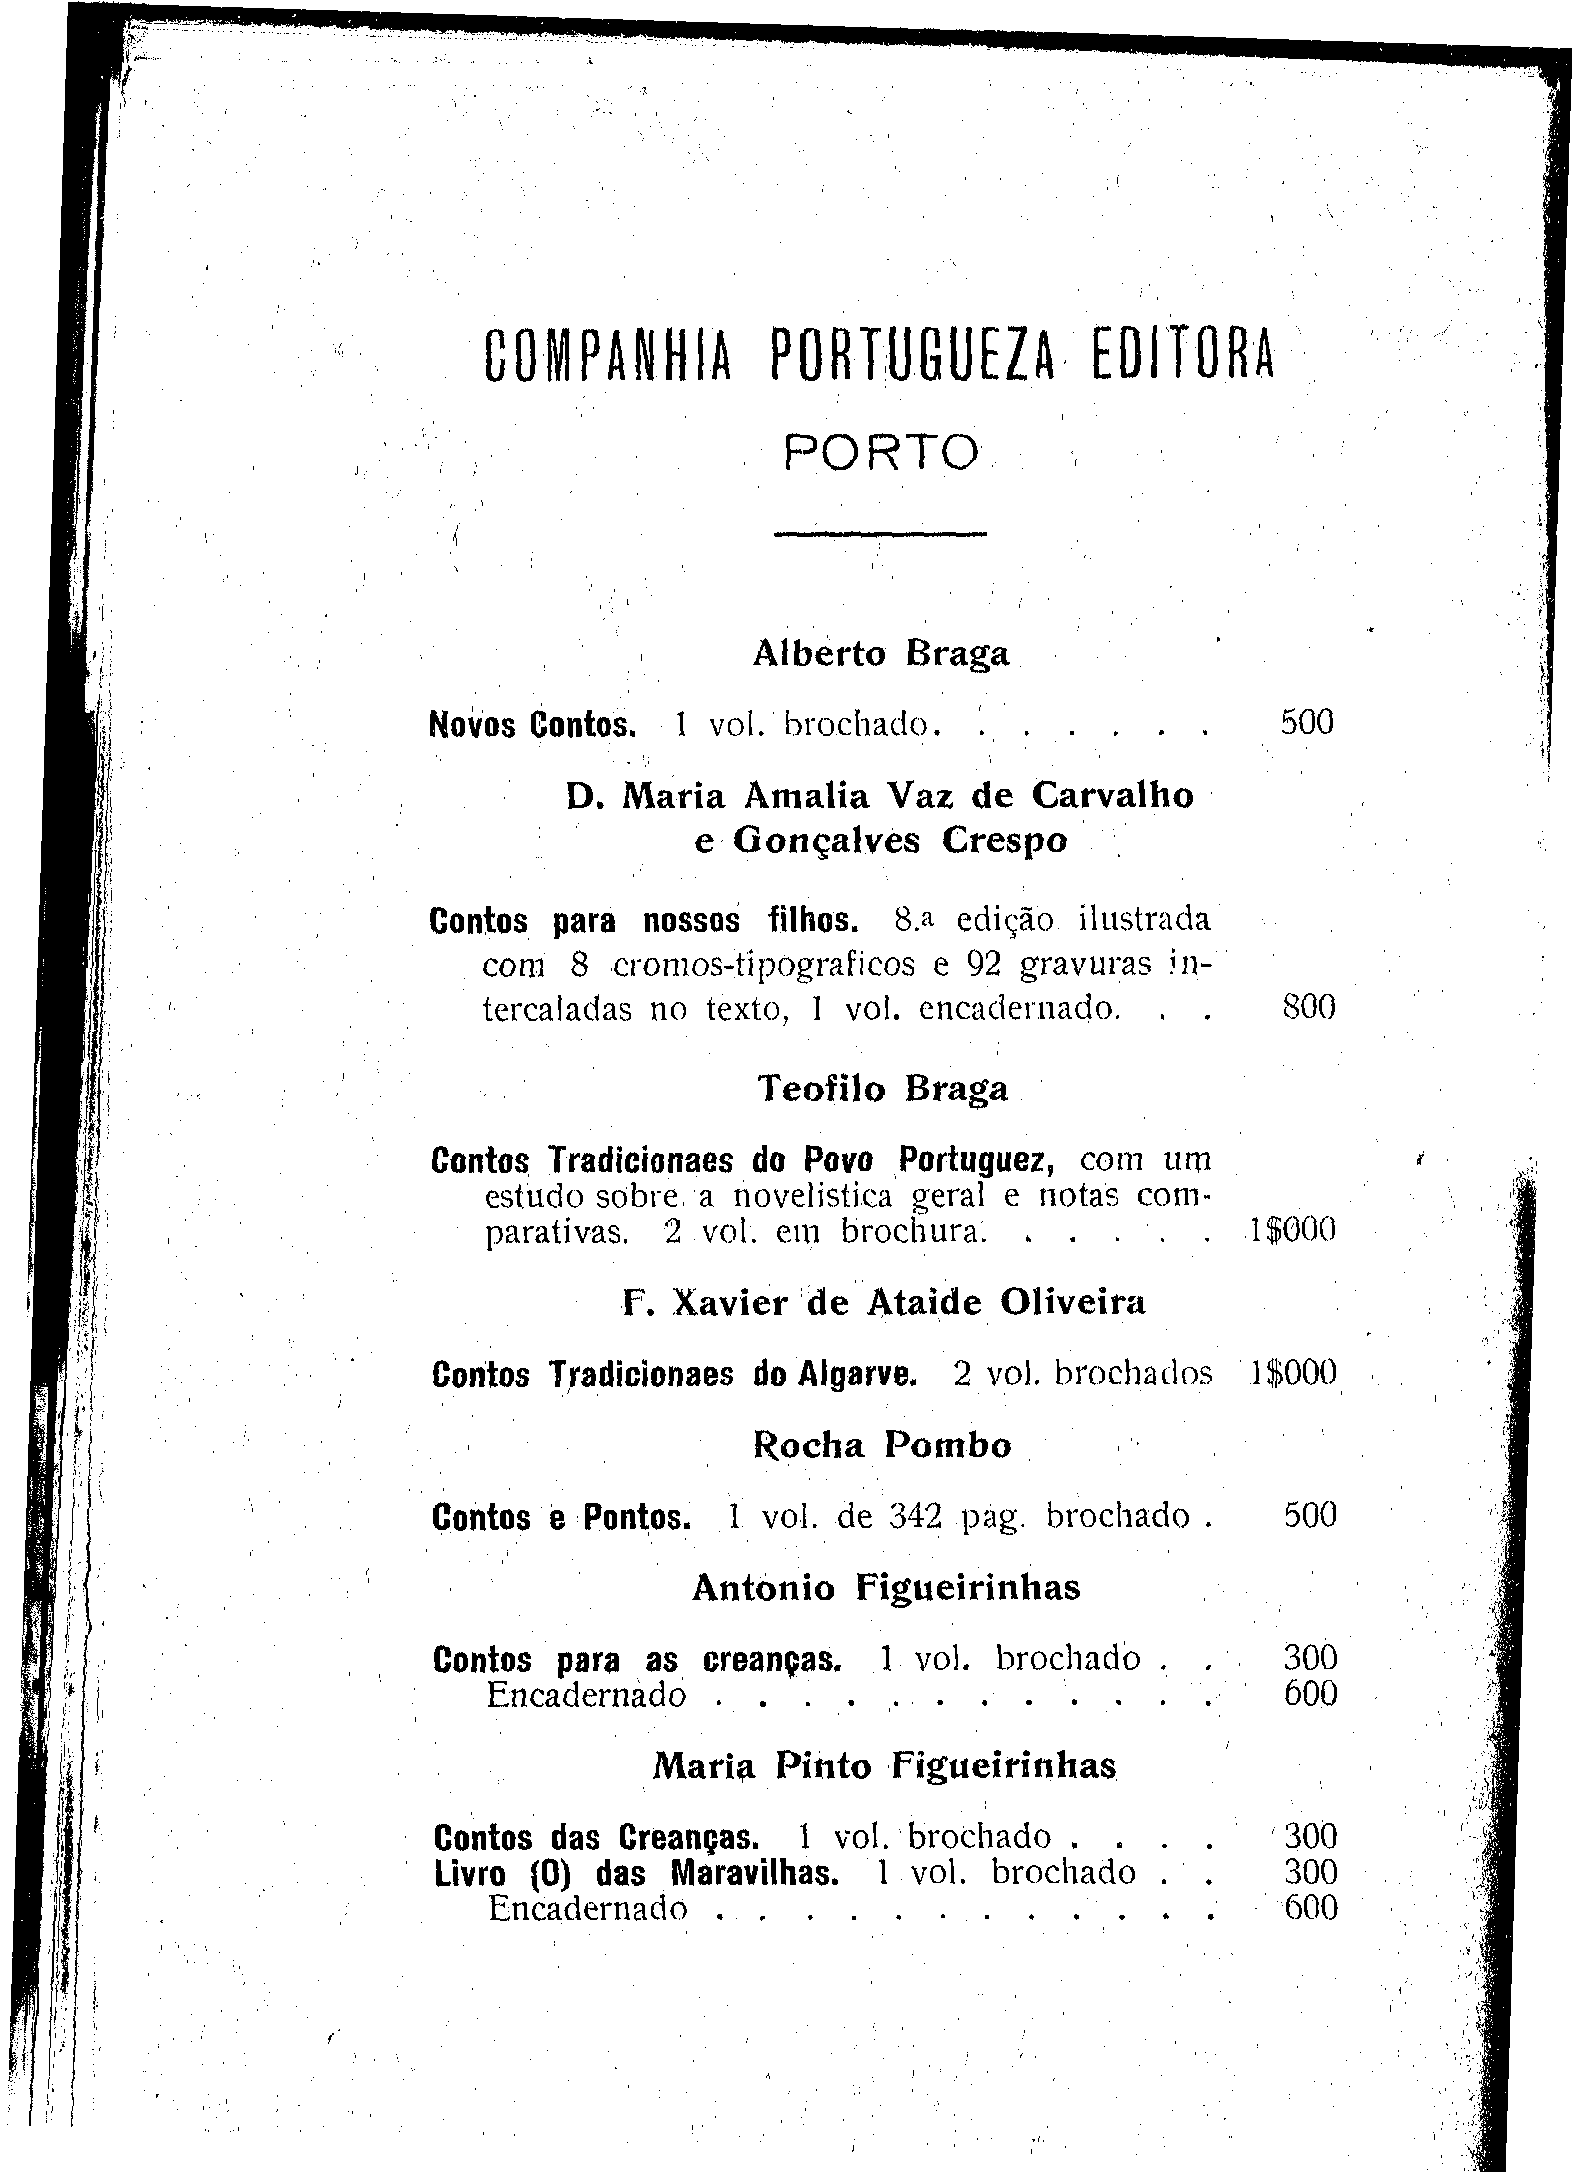 COMPANHIA PORTUGUEZA EDITORA
PORTO
Alberto Braga
Novos Contos. 1 vol. brochado. . . . . . . 500
D. Maria Amalia Vaz de Carvalho
e Gonçalves Crespo
Contos para nossos filhos. 8.ª edição ilustrada
com 8 cromos-tipograficos e 92 gravuras in-
tercaladas no texto, 1 vol. encadernado. . . 800
Teofilo Braga
Contos Tradicionaes do Povo Portuguez, com um
estudo sobre a novelistica geral e notas com-
parativas. 2 vol. em brochura. . . . . . 1$000
F. Xavier de Ataide Oliveira
Contos Tradicionaes do Algarve. 2 vol. brochados 1$000
Rocha Pombo
Contos e Pontos. 1 vol. de 342 pag. brochado . 500
Antonio Figueirinhas
Contos para as creanças. 1 vol. brochado . . 300
Encadernado . . . . . . . . . . . . 600
Maria Pinto Figueirinhas
Contos das Creanças. 1 vol. brochado . . . . 300
Livro (O) das Maravilhas. 1 vol. brochado . . 300
Encadernado . . . . . . . . . . . . 600